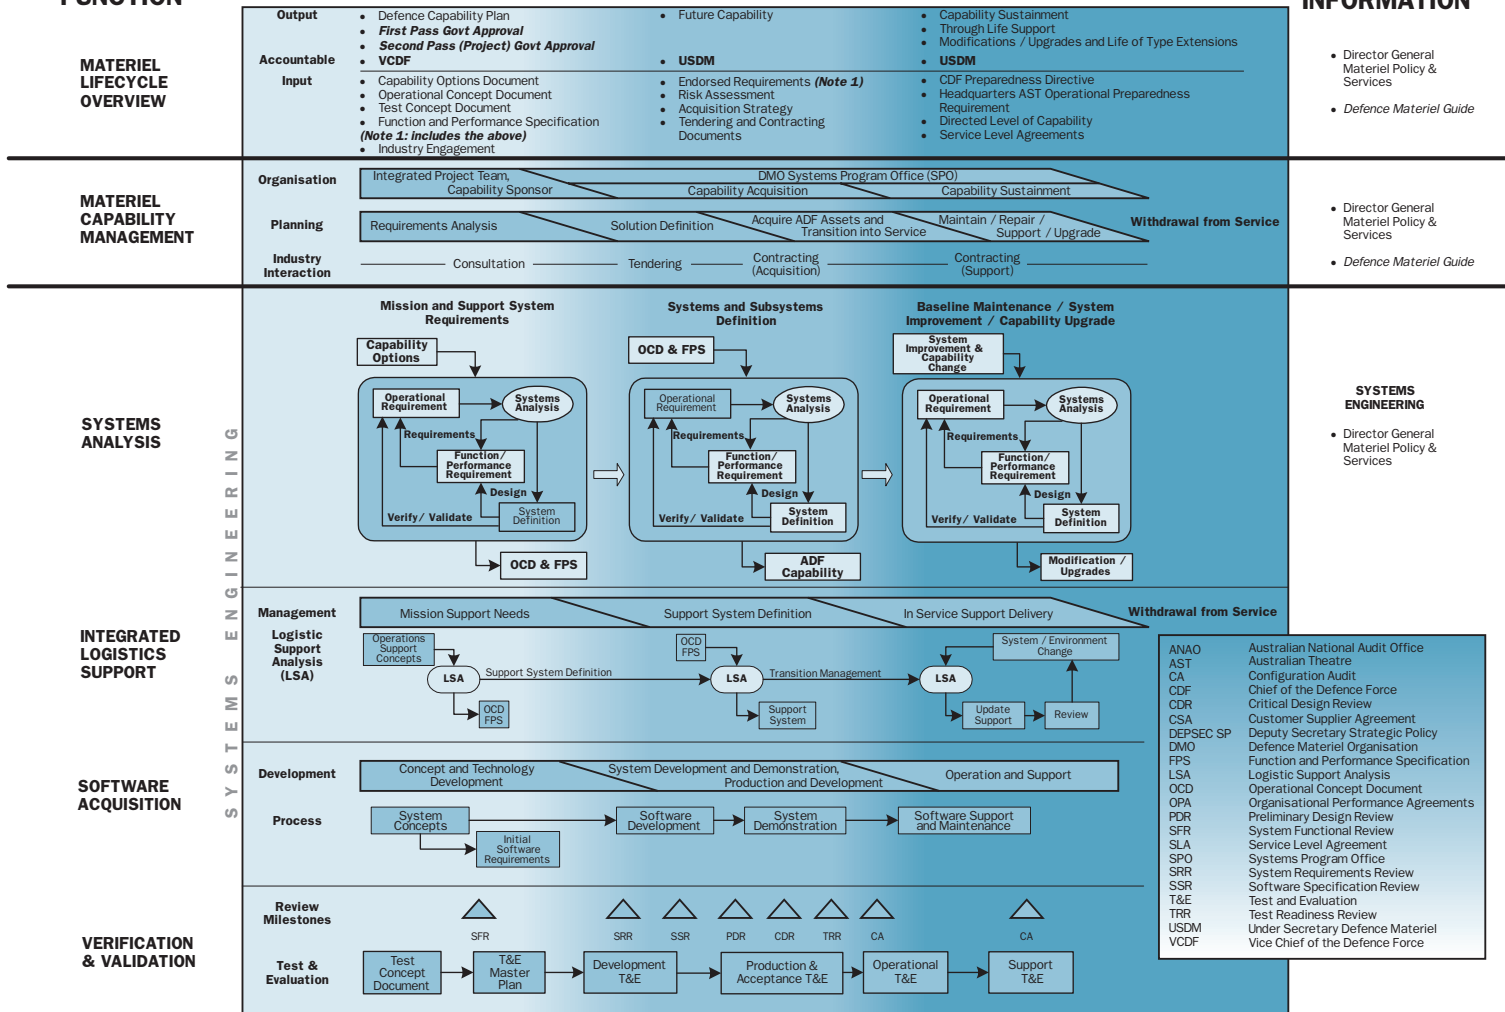 FUNCTION
INFORMATION
MATERIEL
LIFECYCLE
OVERVIEW
Output
• Defence Capability Plan
• First Pass Govt Approval
• Second Pass (Project) Govt Approval
• Future Capability
• Capability Sustainment
• Through Life Support
• Modifications / Upgrades and Life of Type Extensions
Accountable
• VCDF
• USDM
• USDM
Input
• Capability Options Document
• Operational Concept Document
• Test Concept Document
• Function and Performance Specification
(Note 1: includes the above)
• Industry Engagement
• Endorsed Requirements (Note 1)
• Risk Assessment
• Acquisition Strategy
• Tendering and Contracting
Documents
• CDF Preparedness Directive
• Headquarters AST Operational Preparedness
Requirement
• Directed Level of Capability
• Service Level Agreements
• Director General
Materiel Policy &
Services
• Defence Materiel Guide
MATERIEL
CAPABILITY
MANAGEMENT
Organisation
Integrated Project Team,
Capability Sponsor
DMO Systems Program Office (SPO)
Capability Acquisition
Capability Sustainment
Planning
Requirements Analysis
Solution Definition
Acquire ADF Assets and
Transition into Service
Maintain / Repair /
Support / Upgrade
Withdrawal from Service
Industry
Interaction
Consultation
Tendering
Contracting
(Acquisition)
Contracting
(Support)
• Director General
Materiel Policy &
Services
• Defence Materiel Guide
SYSTEMS ENGINEERING
SYSTEMS
ANALYSIS
Mission and Support System
Requirements
Capability
Options
Operational
Requirement
Systems
Analysis
Requirements
Function/
Performance
Requirement
Design
System
Definition
Verify/ Validate
OCD & FPS
Systems and Subsystems
Definition
OCD & FPS
Operational
Requirement
Systems
Analysis
Requirements
Function/
Performance
Requirement
Design
System
Definition
Verify/ Validate
ADF
Capability
Baseline Maintenance / System
Improvement / Capability Upgrade
System
Improvement &
Capability
Change
Operational
Requirement
Systems
Analysis
Requirements
Function/
Performance
Requirement
Design
System
Definition
Verify/ Validate
Modification /
Upgrades
SYSTEMS
ENGINEERING
• Director General
Materiel Policy &
Services
INTEGRATED
LOGISTICS
SUPPORT
Management
Mission Support Needs
Support System Definition
In Service Support Delivery
Withdrawal from Service
Logistic
Support
Analysis
(LSA)
Operations
Support
Concepts
LSA
OCD
FPS
Support System Definition
OCD
FPS
LSA
Support
System
Transition Management
LSA
Update
Support
Review
System / Environment
Change
SOFTWARE
ACQUISITION
Development
Concept and Technology
Development
System Development and Demonstration,
Production and Development
Operation and Support
Process
System
Concepts
Initial
Software
Requirements
Software
Development
System
Demonstration
Software Support
and Maintenance
VERIFICATION
& VALIDATION
Review
Milestones
SFR
SRR
SSR
PDR
CDR
TRR
CA
CA
Test &
Evaluation
Test
Concept
Document
T&E
Master
Plan
Development
T&E
Production &
Acceptance T&E
Operational
T&E
Support
T&E
ANAO Australian National Audit Office
AST Australian Theatre
CA Configuration Audit
CDF Chief of the Defence Force
CDR Critical Design Review
CSA Customer Supplier Agreement
DEPSEC SP Deputy Secretary Strategic Policy
DMO Defence Materiel Organisation
FPS Function and Performance Specification
LSA Logistic Support Analysis
OCD Operational Concept Document
OPA Organisational Performance Agreements
PDR Preliminary Design Review
SFR System Functional Review
SLA Service Level Agreement
SPO Systems Program Office
SRR System Requirements Review
SSR Software Specification Review
T&E Test and Evaluation
TRR Test Readiness Review
USDM Under Secretary Defence Materiel
VCDF Vice Chief of the Defence Force